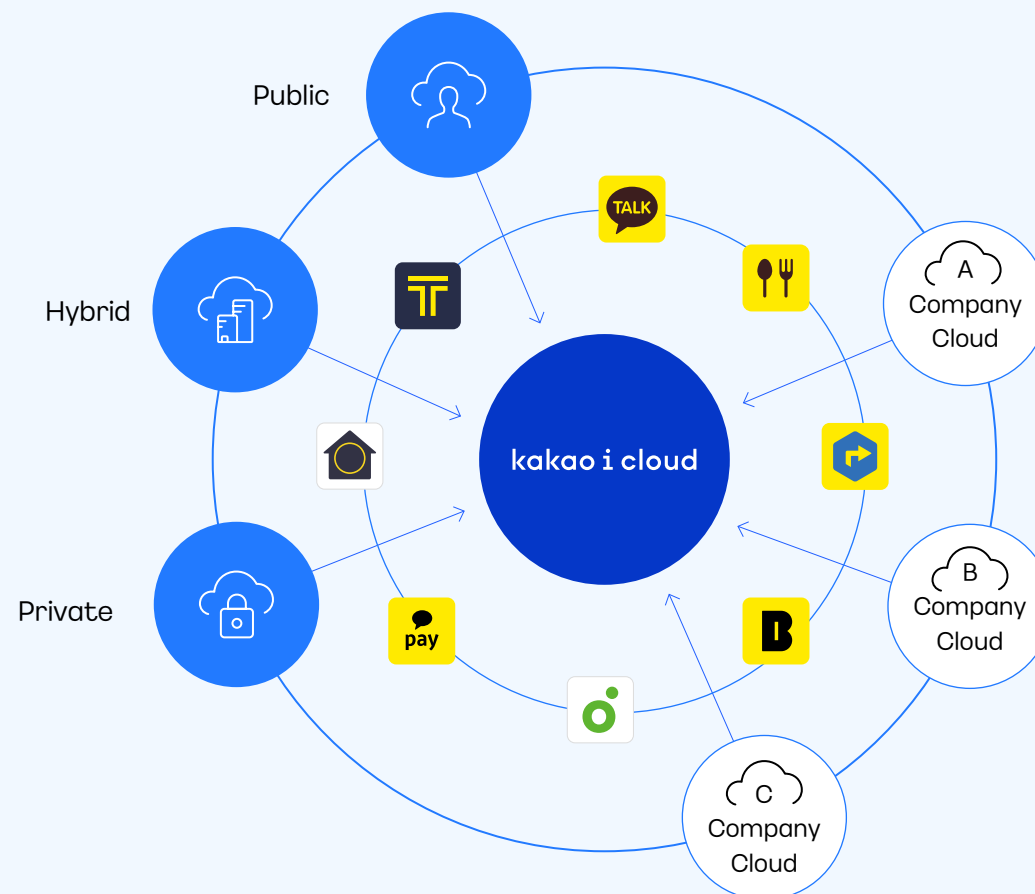 Public
TALK
A
Company
Cloud
Hybrid
T
kakao i cloud
B
Company
Cloud
Private
pay
B
C
Company
Cloud